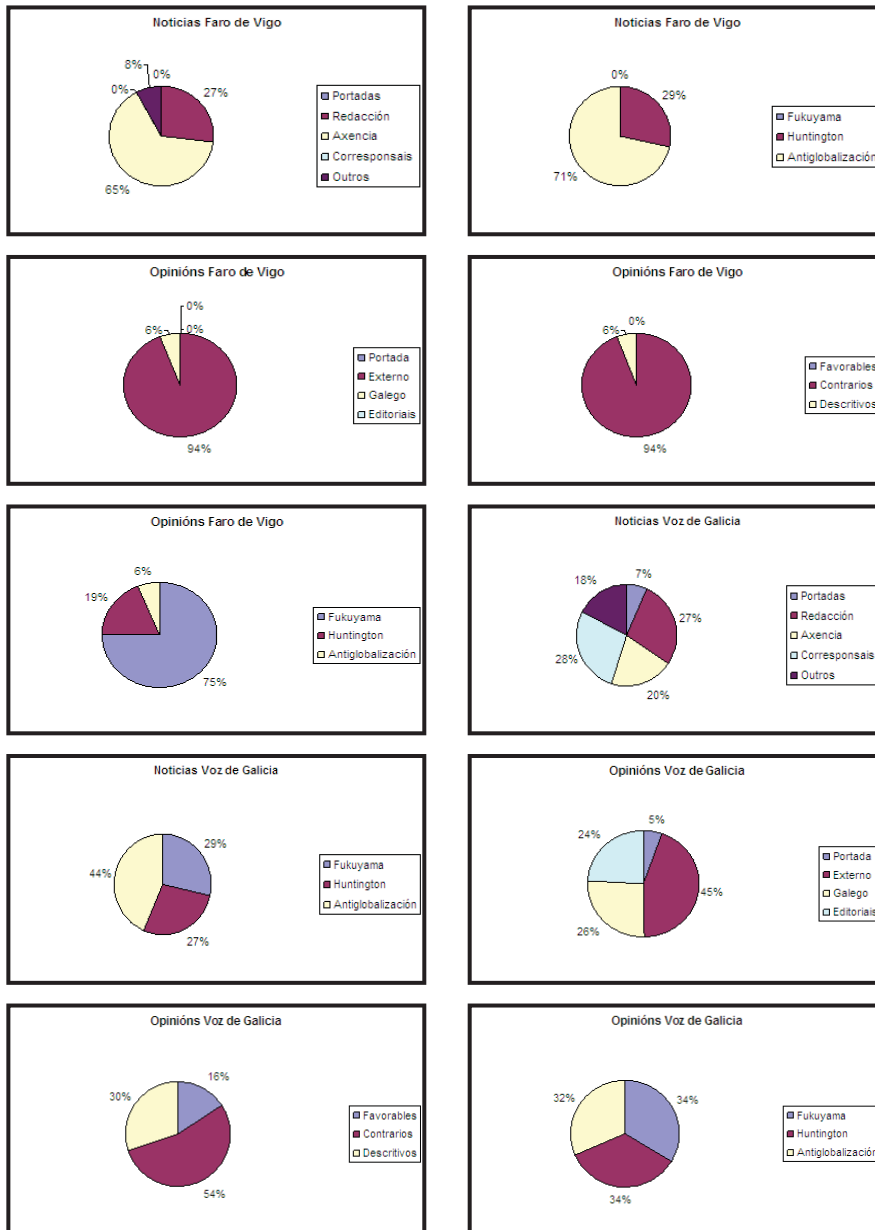 Noticias Faro de Vigo
8%
0%
0%
27%
65%
Portadas
Redacción
Axencia
Corresponsais
Outros
Noticias Faro de Vigo
0%
29%
71%
Fukuyama
Huntington
Antiglobalización
Opinións Faro de Vigo
0%
6%
0%
94%
Portada
Externo
Galego
Editoriais
Opinións Faro de Vigo
0%
6%
94%
Favorables
Contrarios
Descritivos
Opinións Faro de Vigo
6%
19%
75%
Fukuyama
Huntington
Antiglobalización
Noticias Voz de Galicia
18%
7%
27%
28%
20%
Portadas
Redacción
Axencia
Corresponsais
Outros
Noticias Voz de Galicia
29%
44%
27%
Fukuyama
Huntington
Antiglobalización
Opinións Voz de Galicia
5%
24%
45%
26%
Portada
Externo
Galego
Editoriais
Opinións Voz de Galicia
16%
30%
54%
Favorables
Contrarios
Descritivos
Opinións Voz de Galicia
32%
34%
34%
Fukuyama
Huntington
Antiglobalización